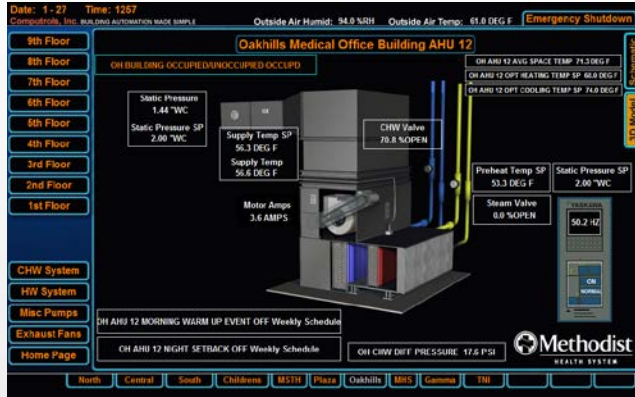 Date: 1 - 27 Time: 1257
Computrols, Inc. BUILDING AUTOMATION MADE SIMPLE
Outside Air Humid: 94.0 %RH Outside Air Temp: 61.0 DEG F
Emergency Shutdown
9th Floor
8th Floor
7th Floor
6th Floor
5th Floor
4th Floor
3rd Floor
2nd Floor
1st Floor
CHW System
HW System
Misc Pumps
Exhaust Fans
Home Page
Oakhills Medical Office Building AHU 12
OH BUILDING OCCUPIED/UNOCCUPIED OCCUPD
OH AHU 12 AVG SPACE TEMP 71.3 DEG F
OH AHU 12 OPT HEATING TEMP SP 68.0 DEG F
OH AHU 12 OPT COOLING TEMP SP 74.0 DEG F
Schematic
3D Model
Static Pressure
1.44 "WC
Static Pressure SP
2.00 "WC
Supply Temp SP
56.3 DEG F
Supply Temp
56.6 DEG F
CHW Valve
70.8 %OPEN
Motor Amps
3.6 AMPS
Preheat Temp SP
53.3 DEG F
Steam Valve
0.0 %OPEN
Static Pressure SP
2.00 "WC
YASKAWA
50.2 HZ
ON
NORMAL
OH AHU 12 MORNING WARM UP EVENT OFF Weekly Schedule
OH AHU 12 NIGHT SETBACK OFF Weekly Schedule
OH CHW DIFF PRESSURE 17.6 PSI
Methodist
HEALTH SYSTEM
North Central South Childrens MSTH Plaza Oakhills MHS Gamma TNI